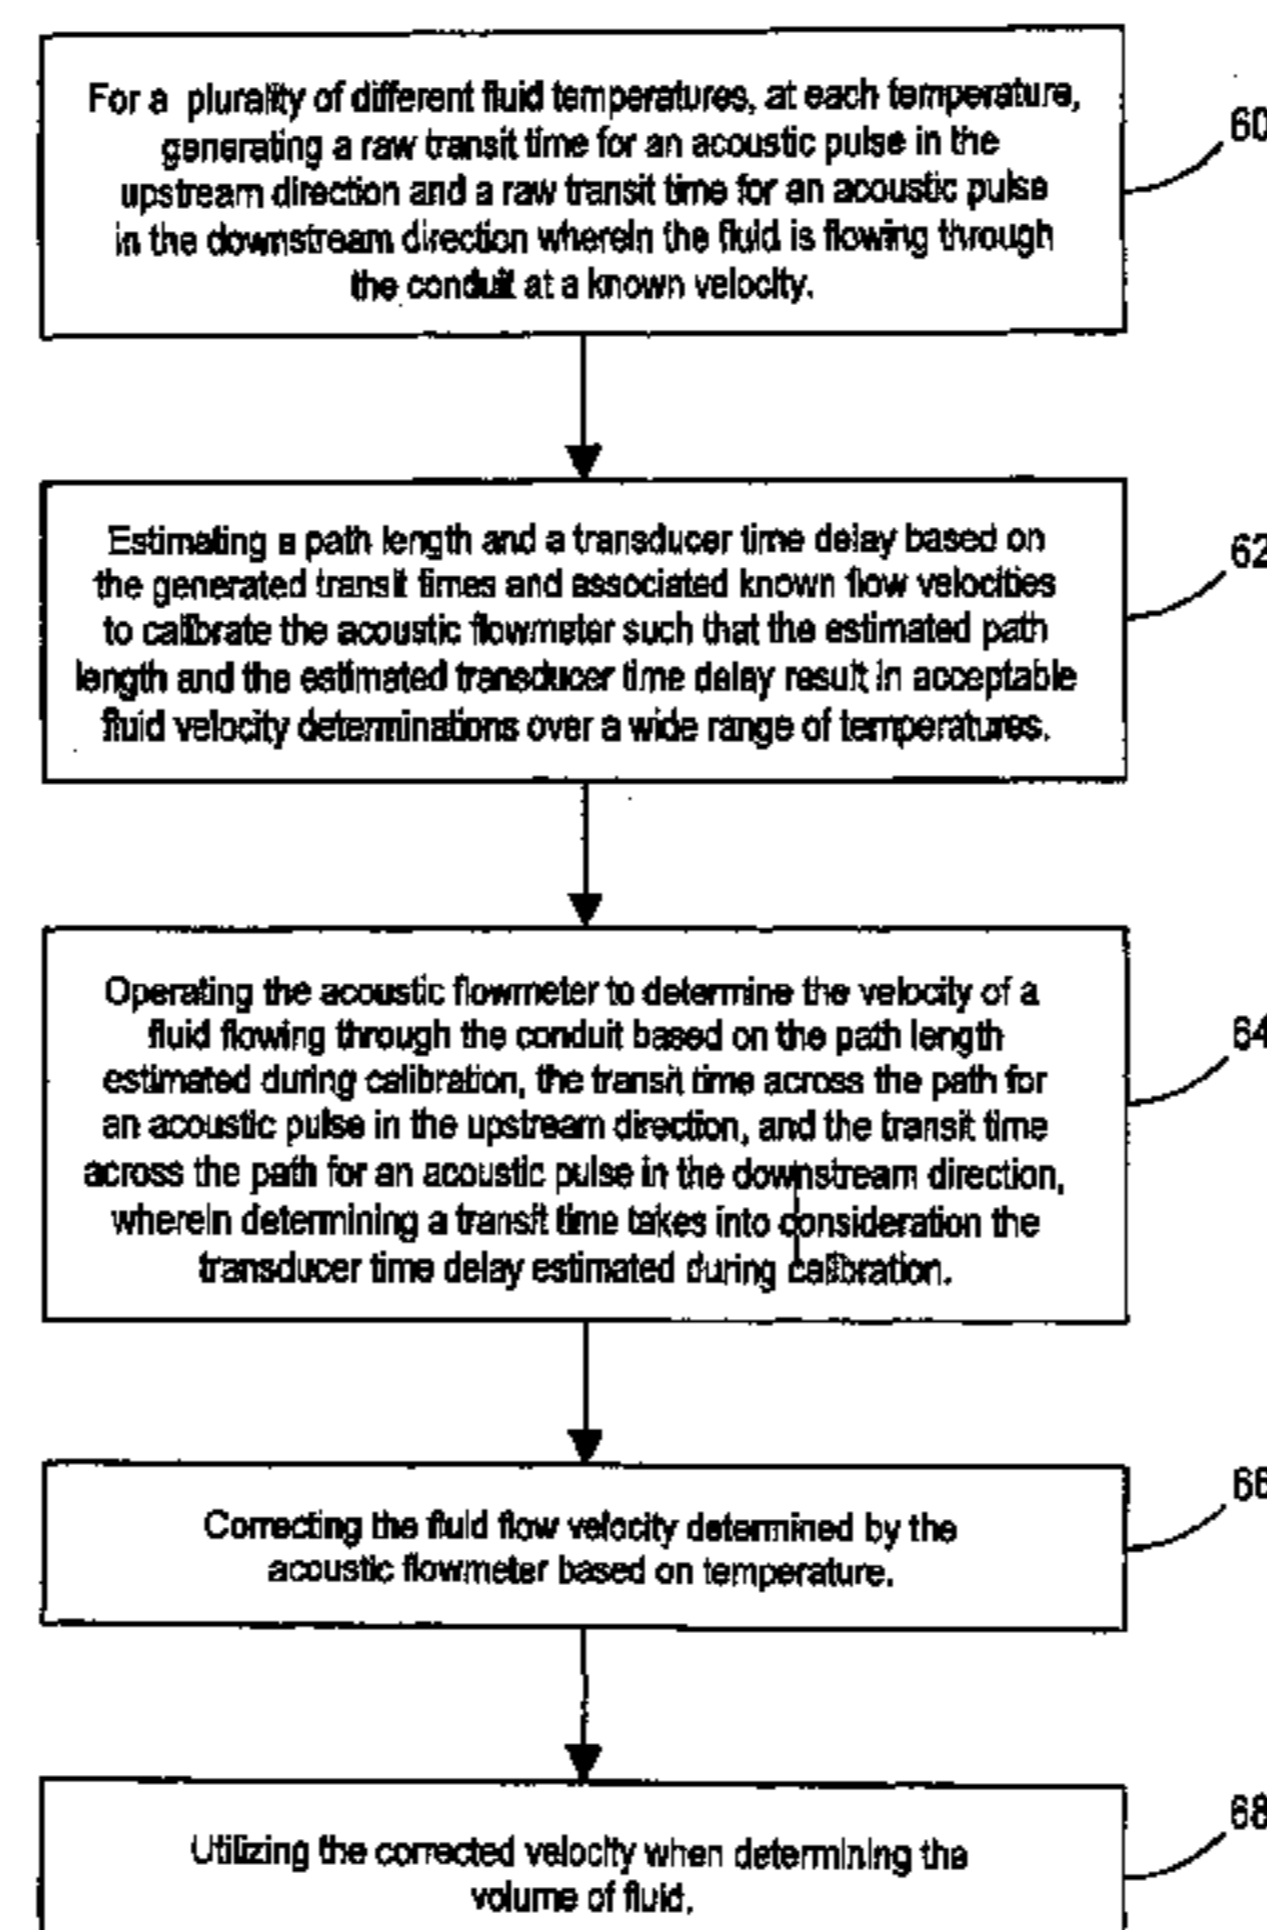 For a plurality of different fluid temperatures, at each temperature,
generating a raw transit time for an acoustic pulse in the
upstream direction and a raw transit time for an acoustic pulse
in the downstream direction wherein the fluid is flowing through
the conduit at a known velocity.
60
Estimating a path length and a transducer time delay based on
the generated transit times and associated known flow velocities
to calibrate the acoustic flowmeter such that the estimated path
length and the estimated transducer time delay result in acceptable
fluid velocity determinations over a wide range of temperatures.
62
Operating the acoustic flowmeter to determine the velocity of a
fluid flowing through the conduit based on the path length
estimated during calibration, the transit time across the path for
an acoustic pulse in the upstream direction, and the transit time
across the path for an acoustic pulse in the downstream direction,
wherein determining a transit time takes into consideration the
transducer time delay estimated during calibration.
64
Correcting the fluid flow velocity determined by the
acoustic flowmeter based on temperature.
66
Utilizing the corrected velocity when determining the
volume of fluid.
68